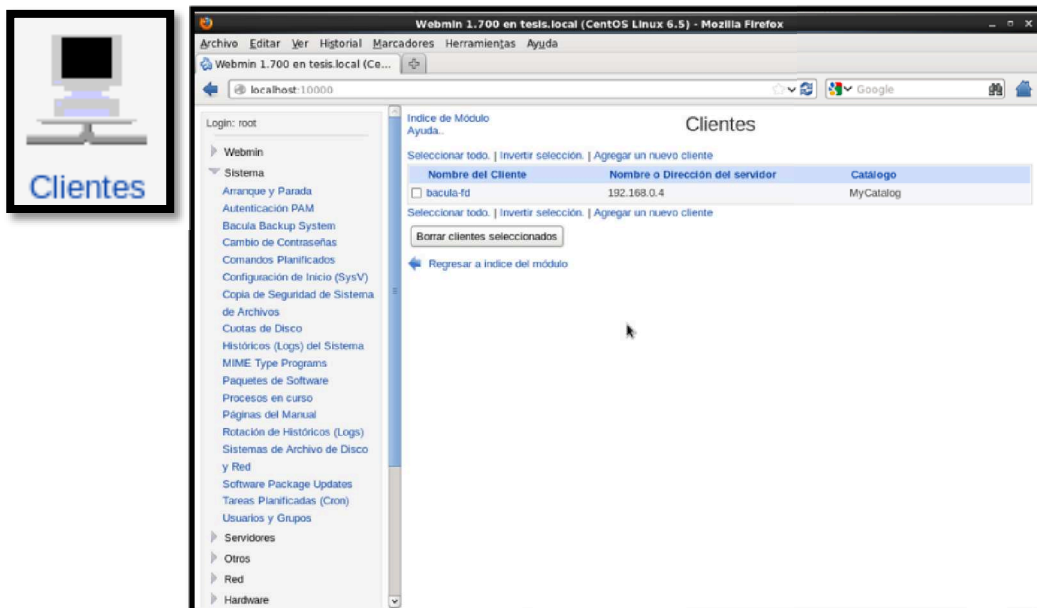 Clientes
Webmin 1.700 en tesis.local (CentOS Linux 6.5) - Mozilla Firefox
Archivo Editar Ver Historial Marcadores Herramientas Ayuda
Webmin 1.700 en tesis.local (Ce...
localhost:10000
Google
Login: root
Webmin
Sistema
Arranque y Parada
Autenticación PAM
Bacula Backup System
Cambio de Contraseñas
Comandos Planificados
Configuración de Inicio (SysV)
Copia de Seguridad de Sistema
de Archivos
Cuotas de Disco
Históricos (Logs) del Sistema
MIME Type Programs
Paquetes de Software
Procesos en curso
Páginas del Manual
Rotación de Históricos (Logs)
Sistemas de Archivo de Disco
y Red
Software Package Updates
Tareas Planificadas (Cron)
Usuarios y Grupos
Servidores
Otros
Red
Hardware
Indice de Módulo
Ayuda..
Clientes
Seleccionar todo. | Invertir selección. | Agregar un nuevo cliente
Nombre del Cliente Nombre o Dirección del servidor Catálogo
bacula-fd 192.168.0.4 MyCatalog
Seleccionar todo. | Invertir selección. | Agregar un nuevo cliente
Borrar clientes seleccionados
Regresar a índice del módulo